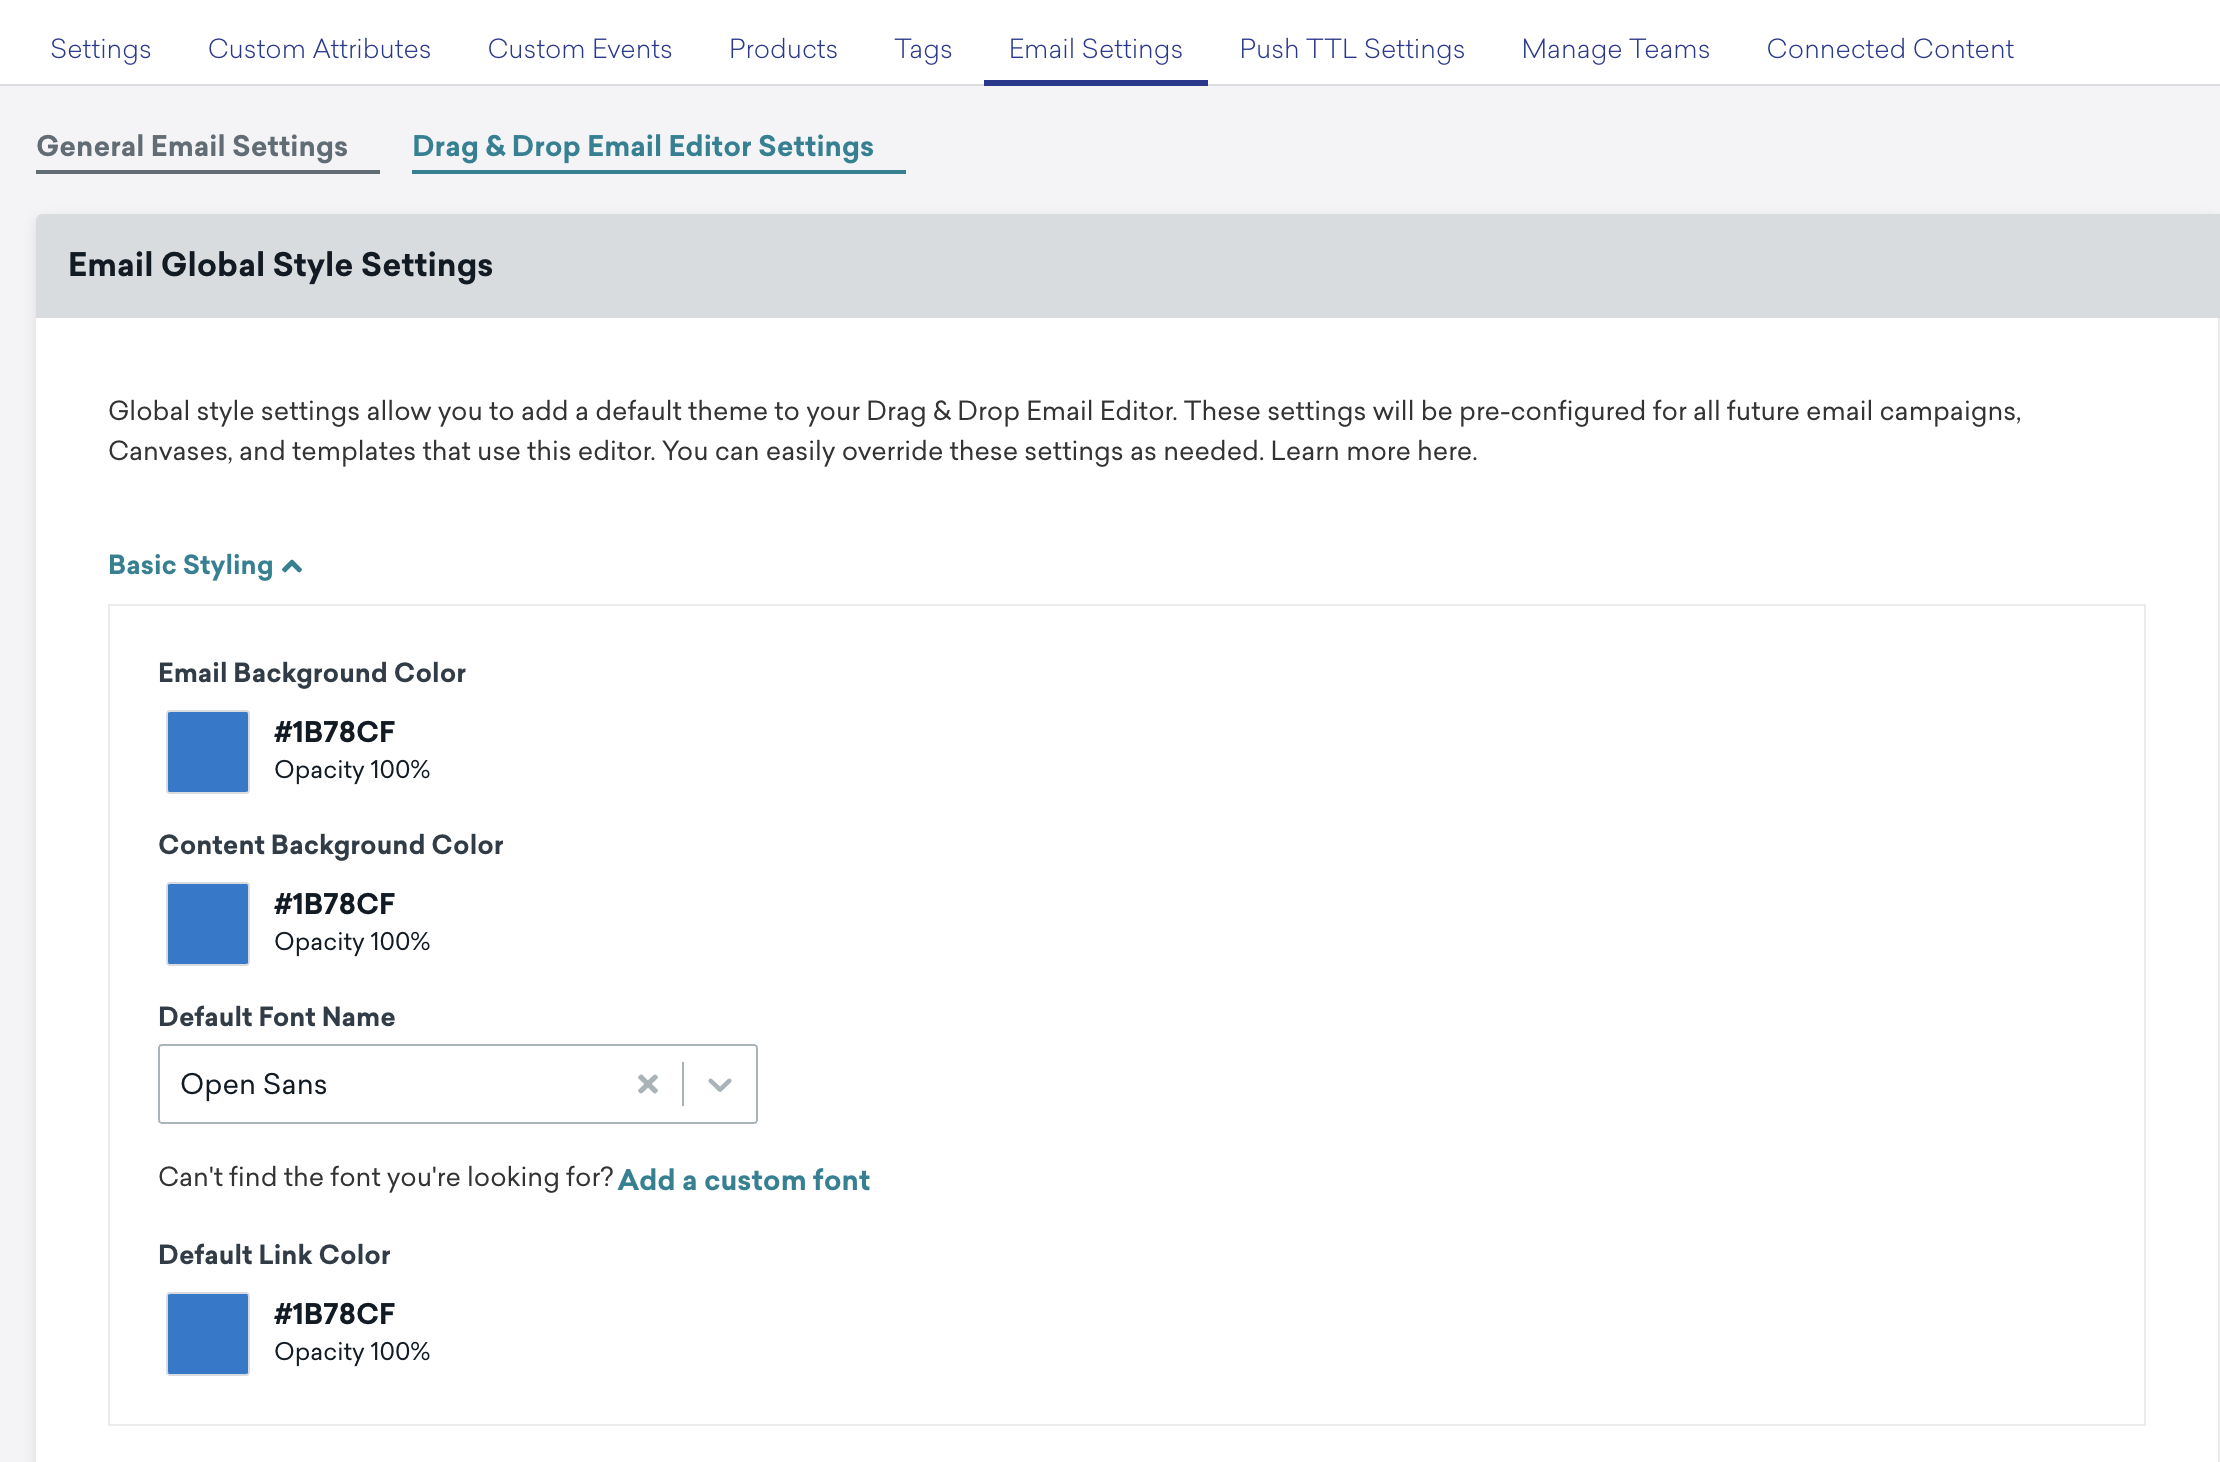 Settings Custom Attributes Custom Events Products Tags Email Settings Push TTL Settings Manage Teams Connected Content
General Email Settings Drag & Drop Email Editor Settings
Email Global Style Settings
Global style settings allow you to add a default theme to your Drag & Drop Email Editor. These settings will be pre-configured for all future email campaigns,
Canvases, and templates that use this editor. You can easily override these settings as needed. Learn more here.
Basic Styling
Email Background Color
#1B78CF
Opacity 100%
Content Background Color
#1B78CF
Opacity 100%
Default Font Name
Open Sans
Can't find the font you're looking for? Add a custom font
Default Link Color
#1B78CF
Opacity 100%